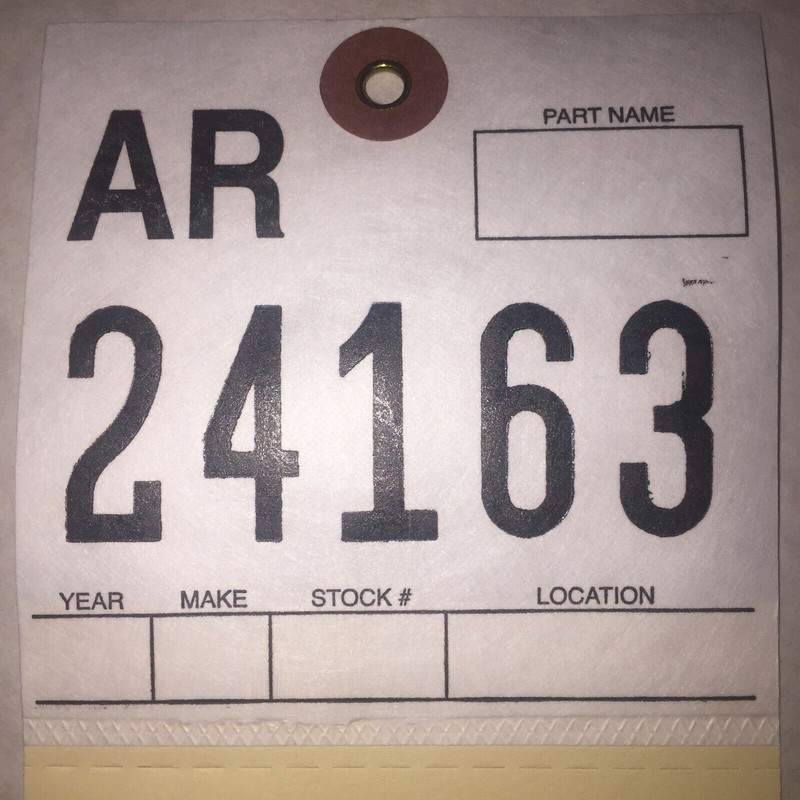 AR
PART NAME
24163
YEAR MAKE STOCK # LOCATION